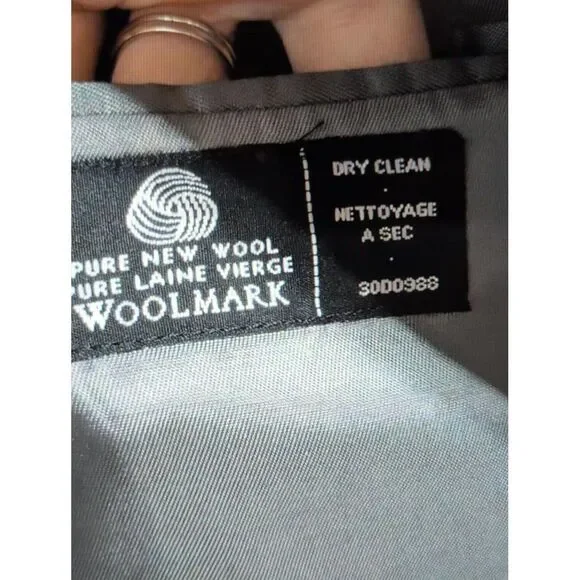 PURE NEW WOOL
PURE LAINE VIERGE
WOOLMARK
DRY CLEAN
.
NETTOYAGE
A SEC
.
30D0988